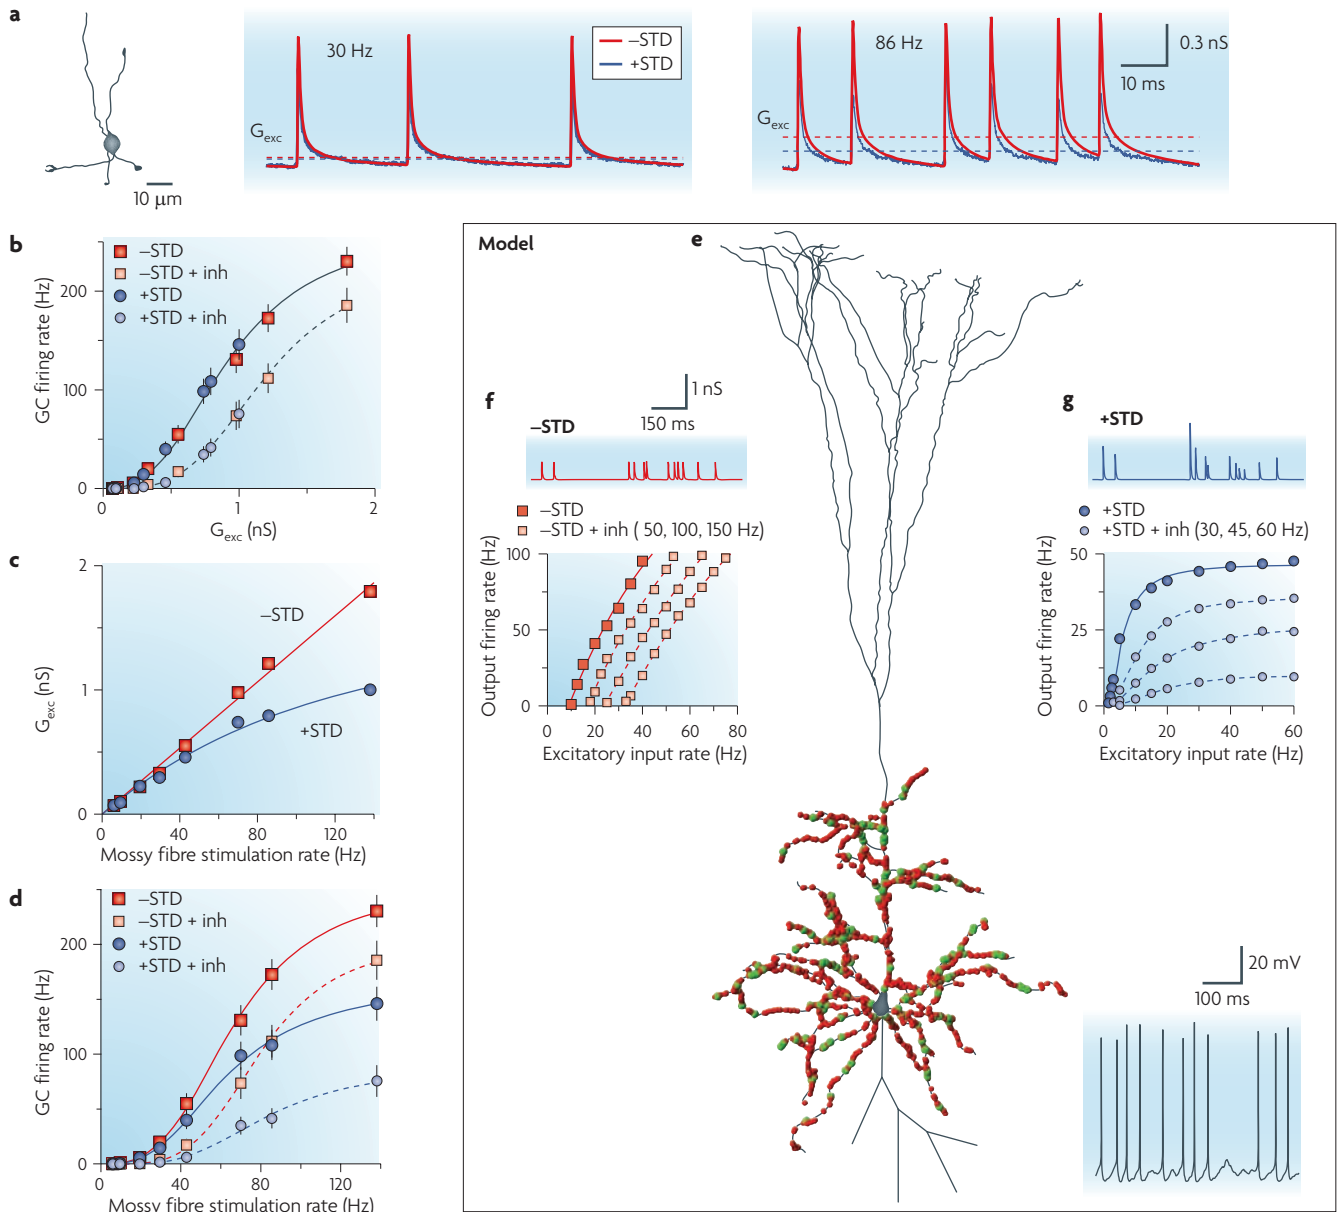 a
30 Hz
–STD
+STD
86 Hz
0.3 nS
10 ms
Gexc
Gexc
10 µm
b
–STD
–STD + inh
+STD
+STD + inh
GC firing rate (Hz)
200
100
0
0
1
2
Gexc (nS)
c
2
1
0
Gexc (nS)
–STD
+STD
0
40
80
120
Mossy fibre stimulation rate (Hz)
d
–STD
–STD + inh
+STD
+STD + inh
GC firing rate (Hz)
200
100
0
0
40
80
120
Mossy fibre stimulation rate (Hz)
Model
e
f
1 nS
150 ms
–STD
–STD
–STD + inh ( 50, 100, 150 Hz)
Output firing rate (Hz)
100
50
0
0
20
40
60
80
Excitatory input rate (Hz)
g
+STD
+STD
+STD + inh (30, 45, 60 Hz)
Output firing rate (Hz)
50
25
0
0
20
40
60
Excitatory input rate (Hz)
20 mV
100 ms